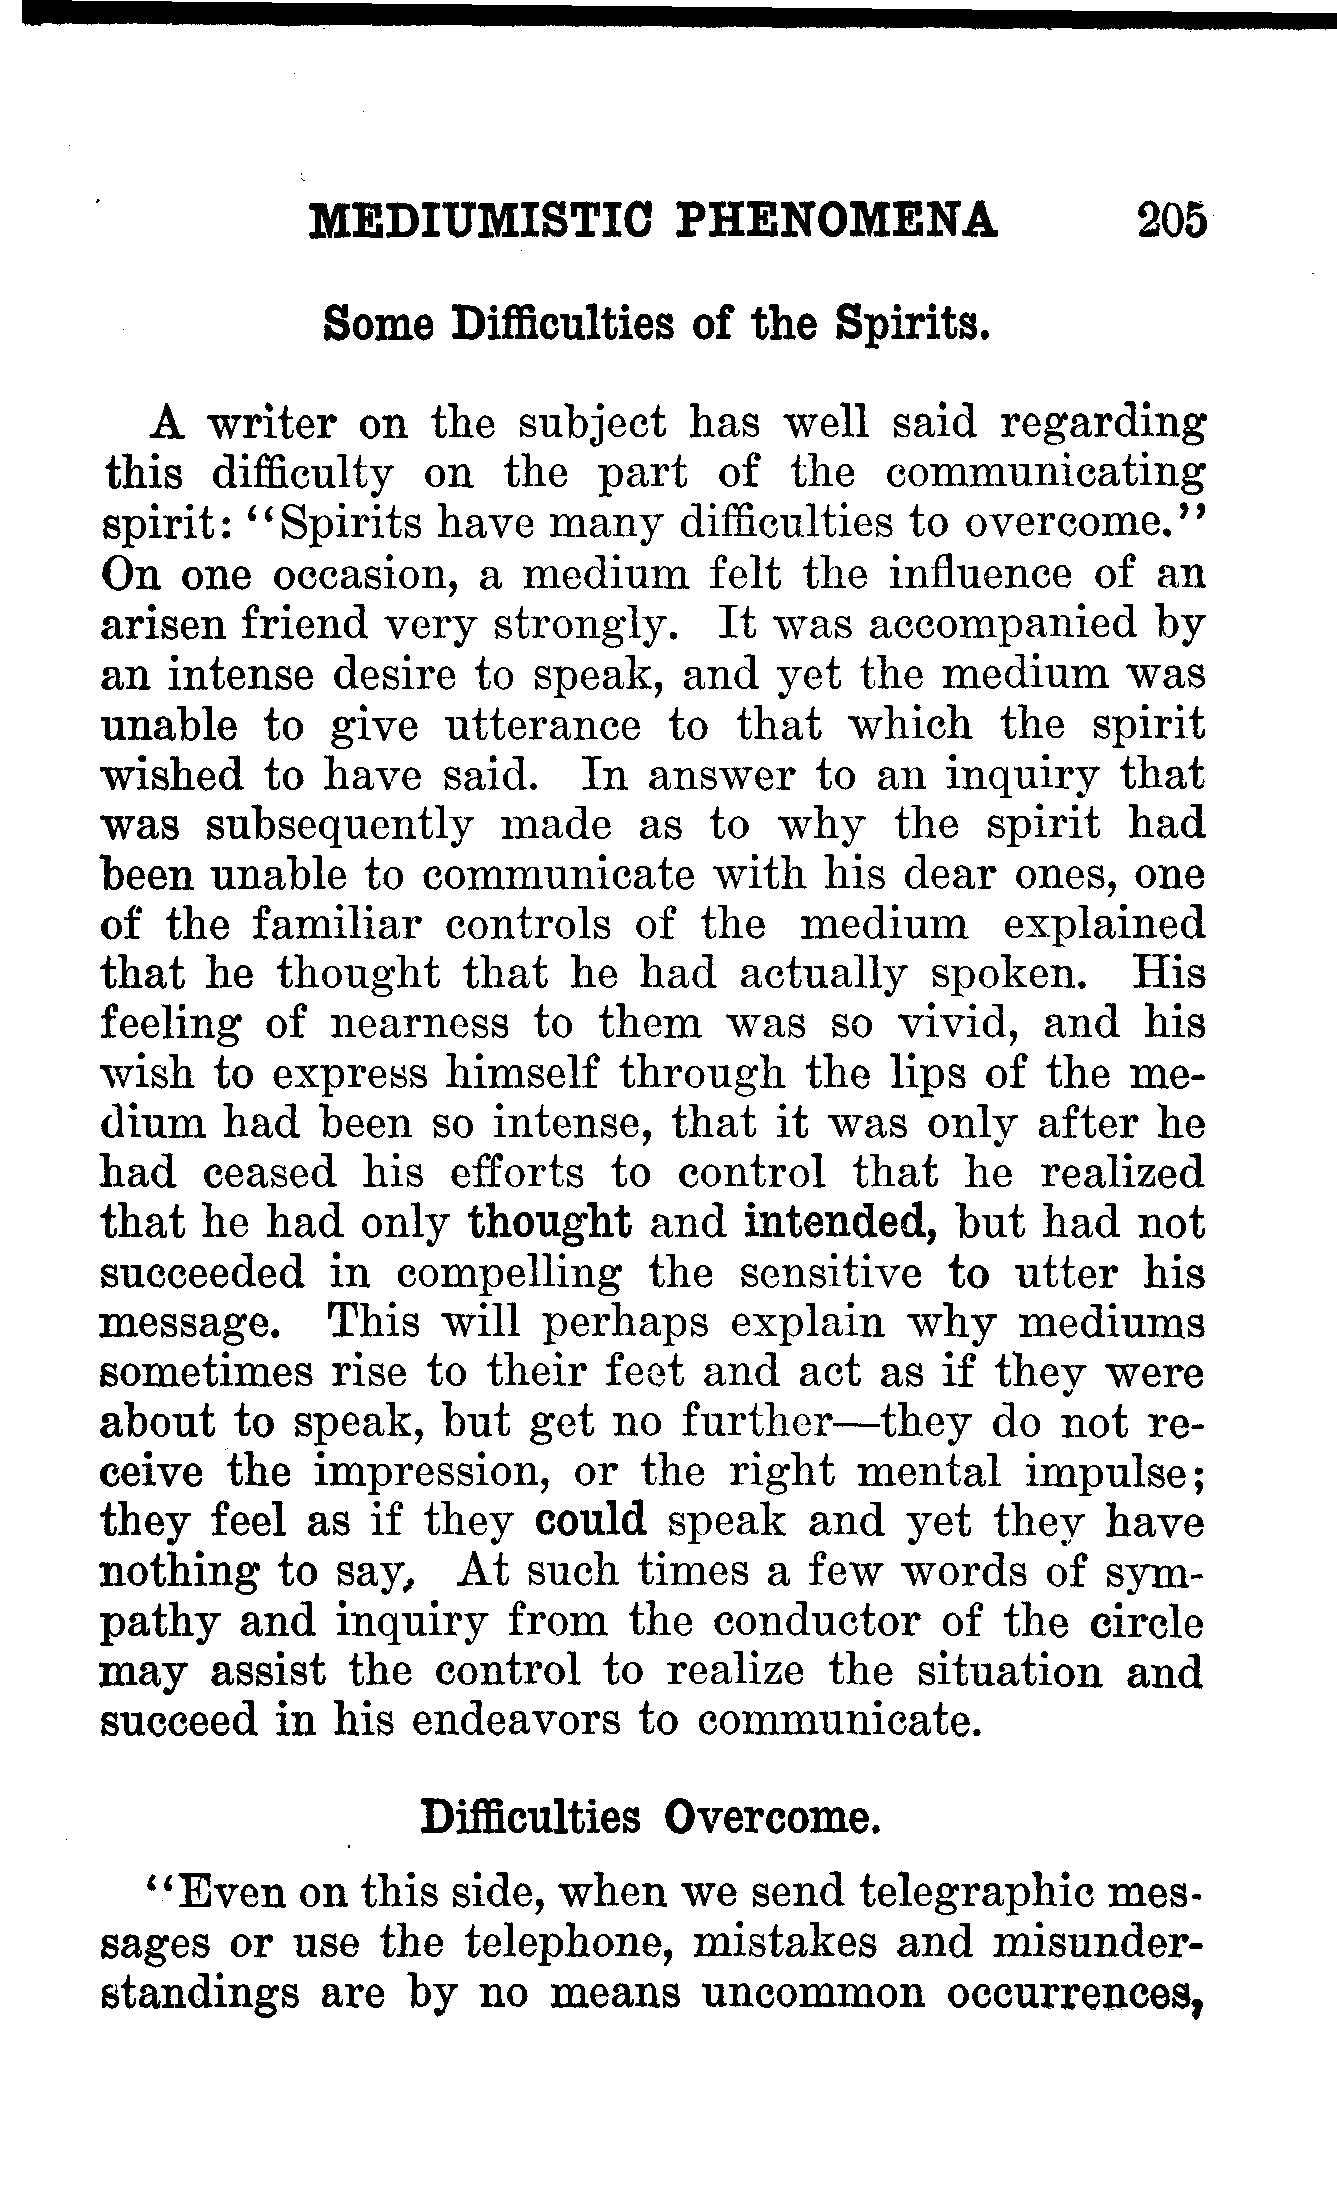 MEDIUMISTIC PHENOMENA 205
Some Difficulties of the Spirits.
A writer on the subject has well said regarding
this difficulty on the part of the communicating
spirit: "Spirits have many difficulties to overcome."
On one occasion, a medium felt the influence of an
arisen friend very strongly. It was accompanied by
an intense desire to speak, and yet the medium was
unable to give utterance to that which the spirit
wished to have said. In answer to an inquiry that
was subsequently made as to why the spirit had
been unable to communicate with his dear ones, one
of the familiar controls of the medium explained
that he thought that he had actually spoken. His
feeling of nearness to them was so vivid, and his
wish to express himself through the lips of the me-
dium had been so intense, that it was only after he
had ceased his efforts to control that he realized
that he had only thought and intended, but had not
succeeded in compelling the sensitive to utter his
message. This will perhaps explain why mediums
sometimes rise to their feet and act as if they were
about to speak, but get no further—they do not re-
ceive the impression, or the right mental impulse;
they feel as if they could speak and yet they have
nothing to say, At such times a few words of sym-
pathy and inquiry from the conductor of the circle
may assist the control to realize the situation and
succeed in his endeavors to communicate.
Difficulties Overcome.
"Even on this side, when we send telegraphic mes-
sages or use the telephone, mistakes and misunder-
standings are by no means uncommon occurrences,